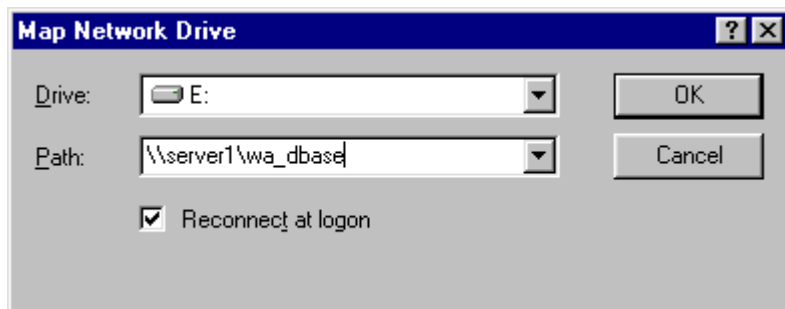 Map Network Drive
Drive: E: OK
Path: \\server1\wa_dbase Cancel
Reconnect at logon